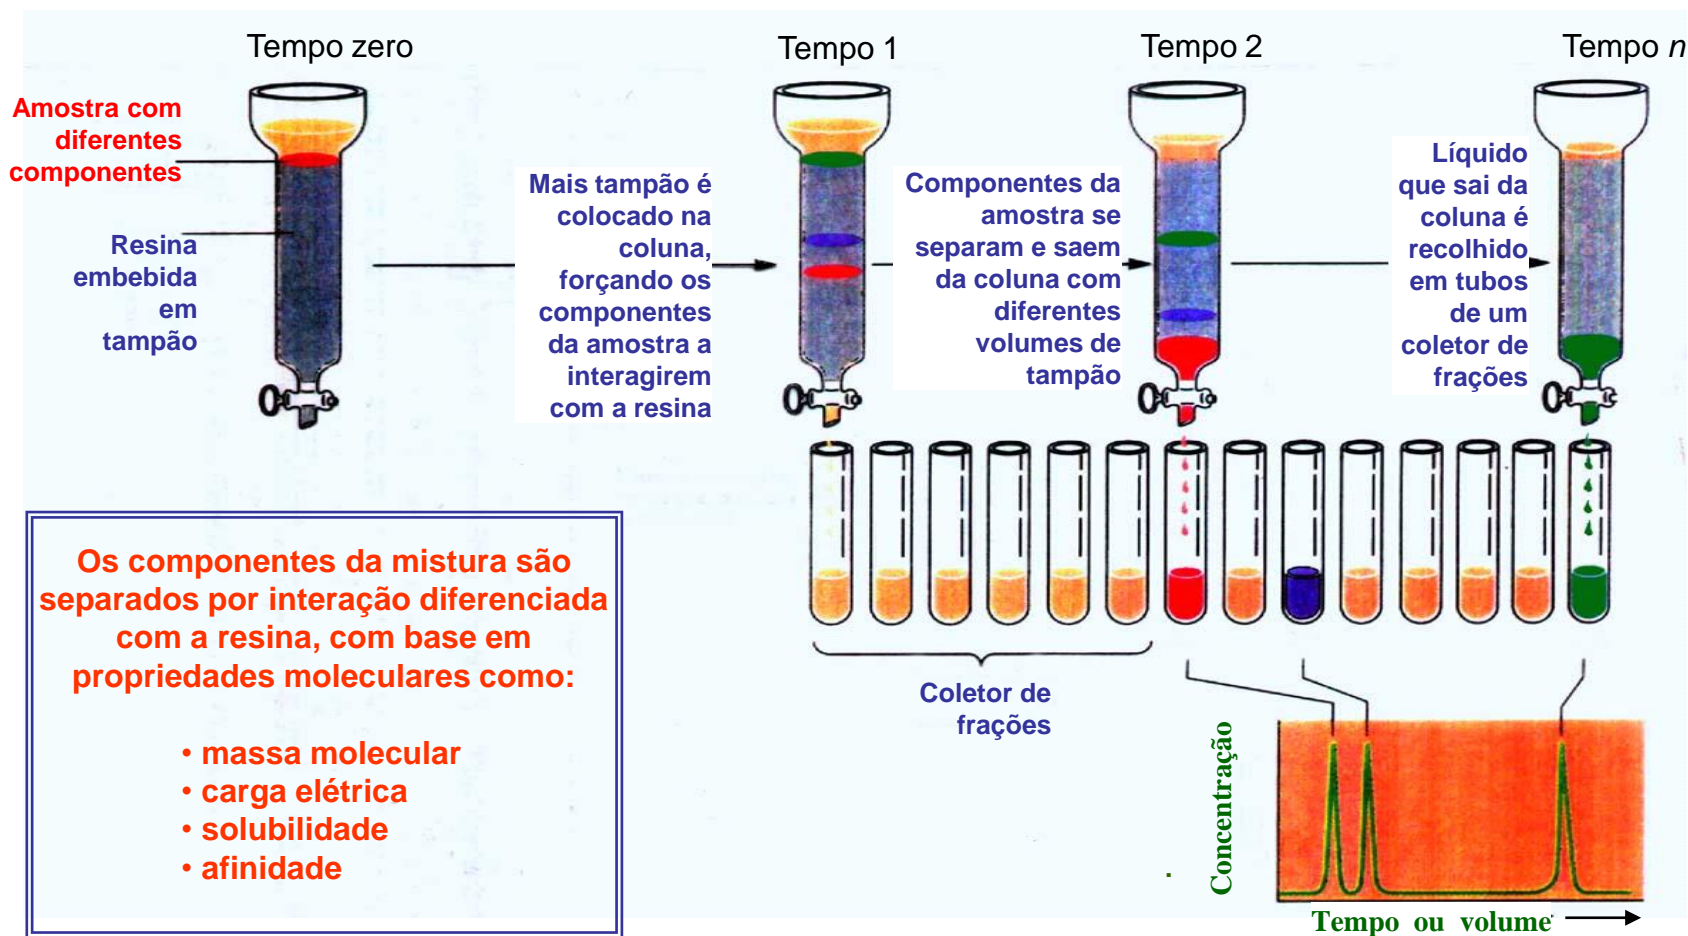 Tempo zero
Tempo 1
Tempo 2
Tempo n
Amostra com
diferentes
componentes
Resina
embebida
em
tampão
Mais tampão é
colocado na
coluna,
forçando os
componentes
da amostra a
interagirem
com a resina
Componentes da
amostra se
separam e saem
da coluna com
diferentes
volumes de
tampão
Líquido
que sai da
coluna é
recolhido
em tubos
de um
coletor de
frações
Os componentes da mistura são
separados por interação diferenciada
com a resina, com base em
propriedades moleculares como:
• massa molecular
• carga elétrica
• solubilidade
• afinidade
Coletor de
frações
Concentração
Tempo ou volume